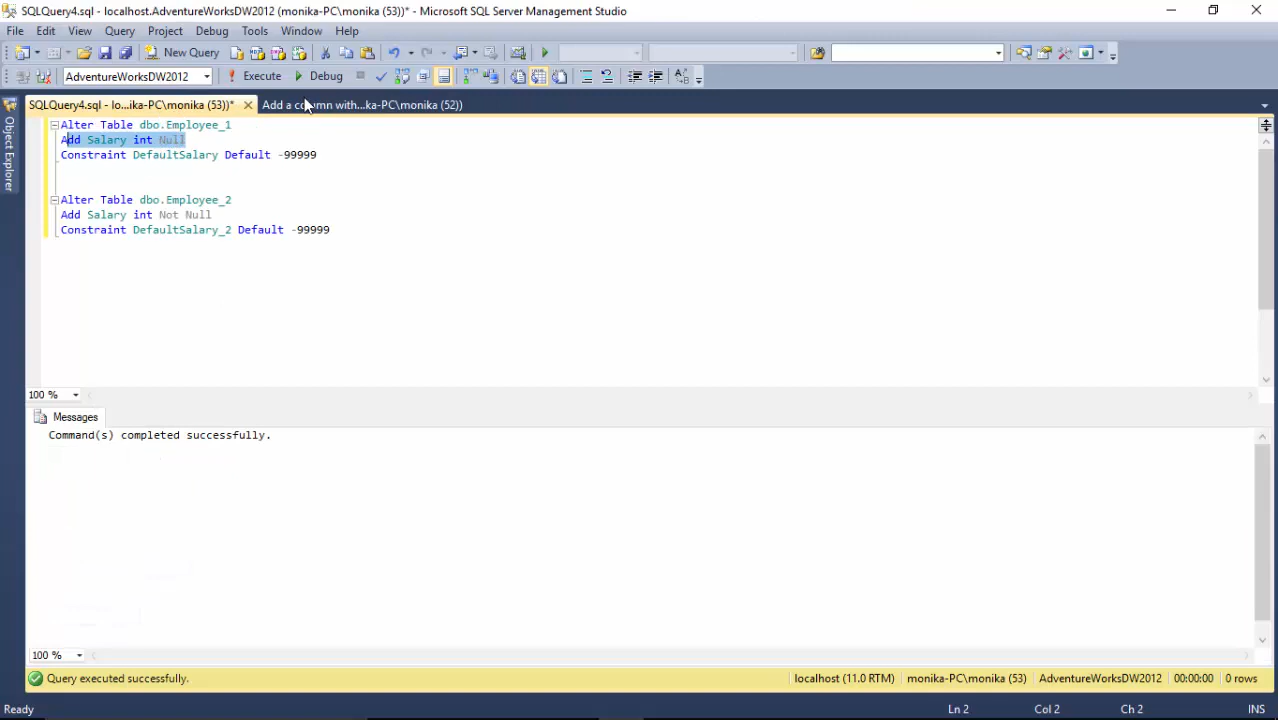 SQLQuery4.sql - localhost.AdventureWorksDW2012 (monika-PC\monika (53))* - Microsoft SQL Server Management Studio
File Edit View Query Project Debug Tools Window Help
New Query
AdventureWorksDW2012 Execute Debug
SQLQuery4.sql - lo...ika-PC\monika (53))* Add a column with...ka-PC\monika (52))
Object Explorer
Alter Table dbo.Employee_1
Add Salary int Null
Constraint DefaultSalary Default -99999
Alter Table dbo.Employee_2
Add Salary int Not Null
Constraint DefaultSalary_2 Default -99999
100 %
Messages
Command(s) completed successfully.
100 %
Query executed successfully. localhost (11.0 RTM) monika-PC\monika (53) AdventureWorksDW2012 00:00:00 0 rows
Ready Ln 2 Col 2 Ch 2 INS